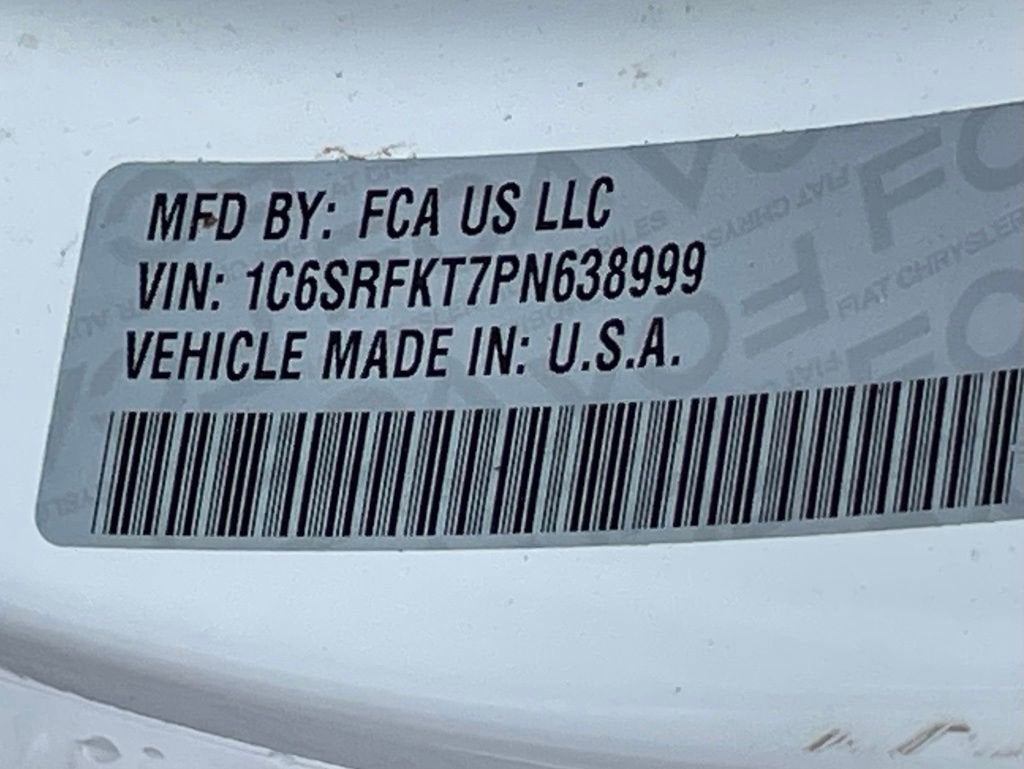 MFD BY: FCA US LLC
VIN: 1C6SRFKT7PN638999
VEHICLE MADE IN: U.S.A.